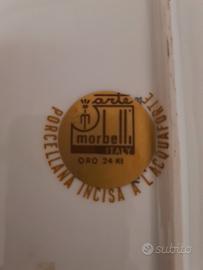 arte
morbelli
ITALY
ORO 24 Kt
PORCELLANA INCISA A L'ACQUAFORTE
subito